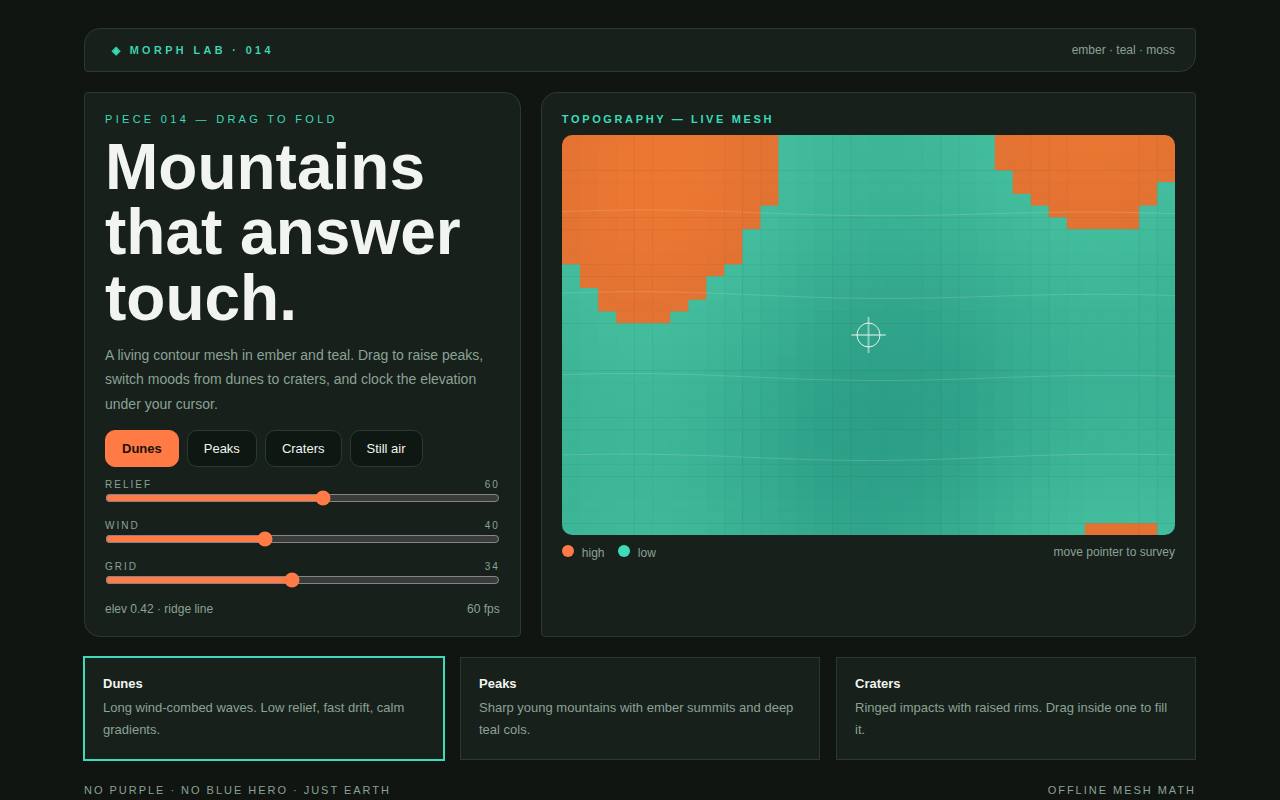 ◈ MORPH LAB · 014
ember · teal · moss
PIECE 014 — DRAG TO FOLD
Mountains
that answer
touch.
A living contour mesh in ember and teal. Drag to raise peaks,
switch moods from dunes to craters, and clock the elevation
under your cursor.
Dunes
Peaks
Craters
Still air
RELIEF 60
WIND 40
GRID 34
elev 0.42 · ridge line
60 fps
TOPOGRAPHY — LIVE MESH
high
low
move pointer to survey
Dunes
Long wind-combed waves. Low relief, fast drift, calm
gradients.
Peaks
Sharp young mountains with ember summits and deep
teal cols.
Craters
Ringed impacts with raised rims. Drag inside one to fill
it.
NO PURPLE · NO BLUE HERO · JUST EARTH
OFFLINE MESH MATH